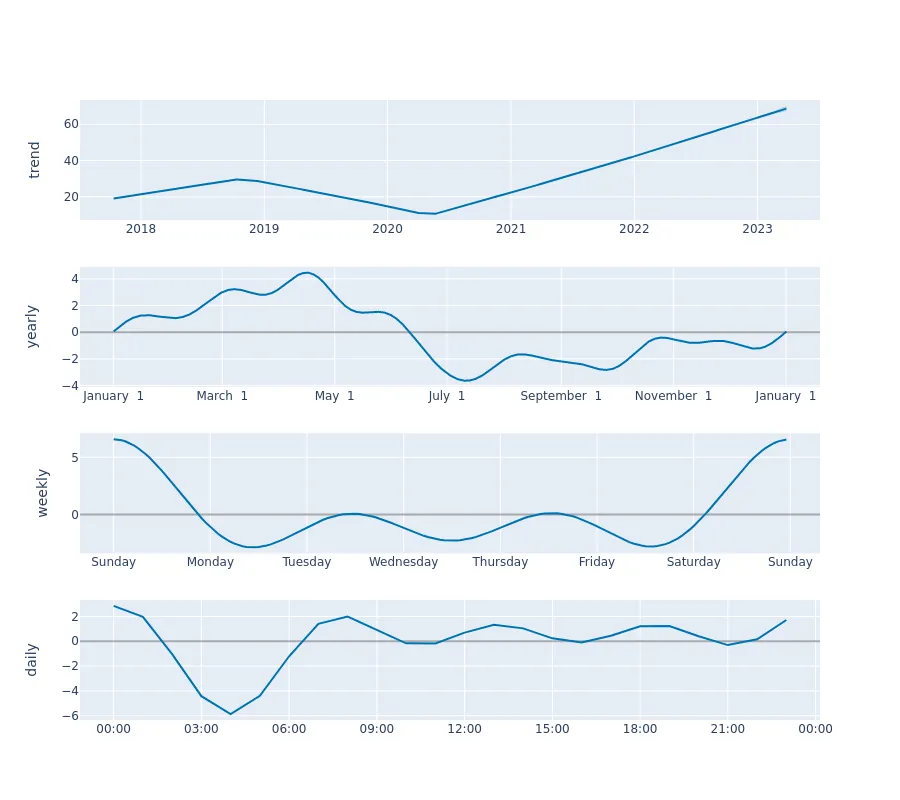 trend
60
40
20
2018 2019 2020 2021 2022 2023
yearly
4
2
0
−2
−4
January 1 March 1 May 1 July 1 September 1 November 1 January 1
weekly
5
0
Sunday Monday Tuesday Wednesday Thursday Friday Saturday Sunday
daily
2
0
−2
−4
−6
00:00 03:00 06:00 09:00 12:00 15:00 18:00 21:00 00:00